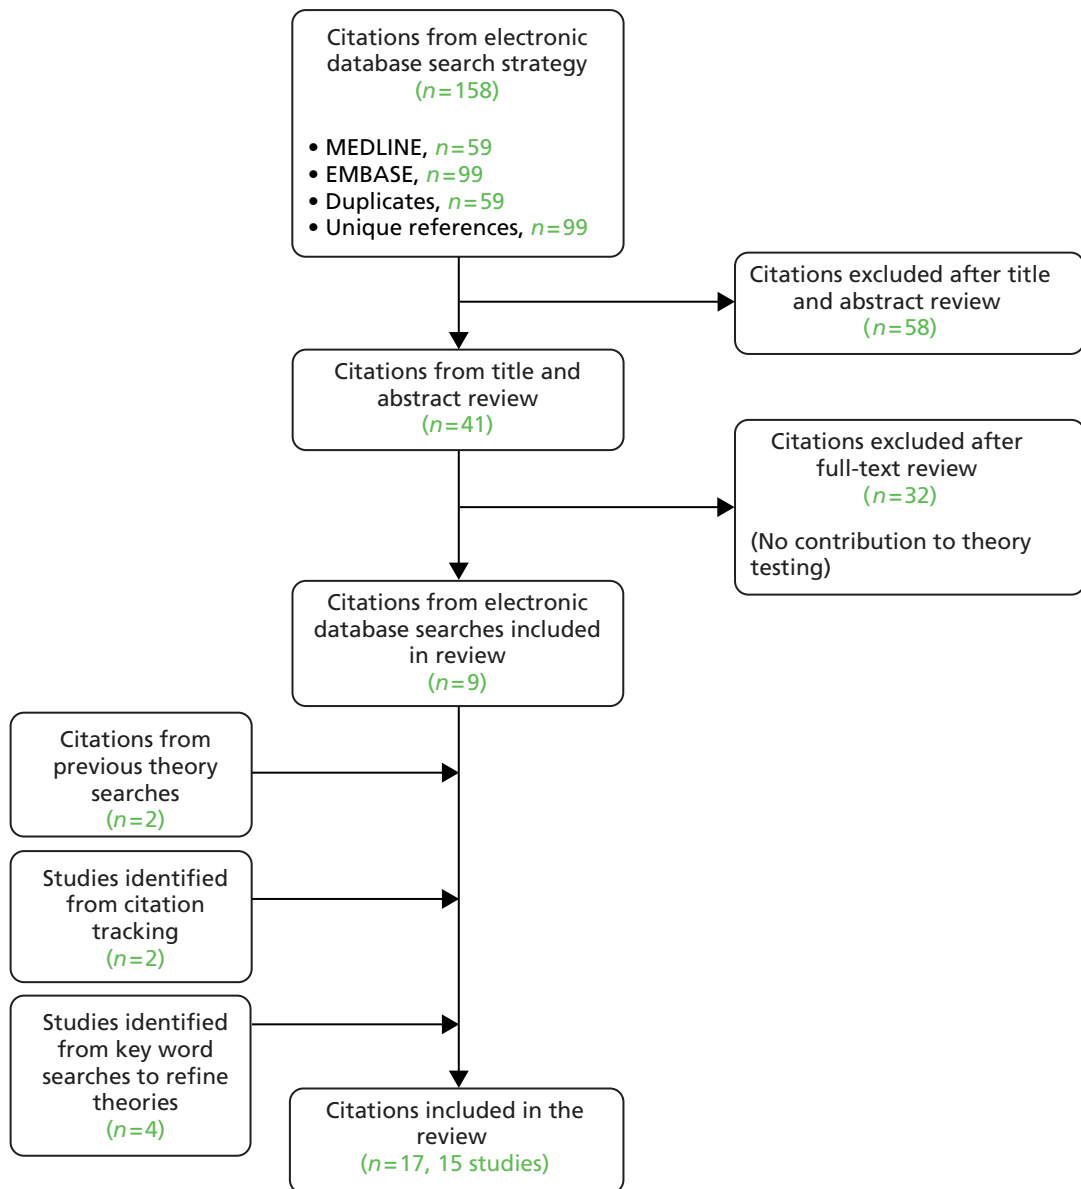 Citations from electronic
database search strategy
(n=158)
• MEDLINE, n=59
• EMBASE, n=99
• Duplicates, n=59
• Unique references, n=99
Citations excluded after title
and abstract review
(n=58)
Citations from title and
abstract review
(n=41)
Citations excluded after
full-text review
(n=32)
(No contribution to theory
testing)
Citations from electronic
database searches included
in review
(n=9)
Citations from
previous theory
searches
(n=2)
Studies identified
from citation
tracking
(n=2)
Studies identified
from key word
searches to refine
theories
(n=4)
Citations included in the
review
(n=17, 15 studies)